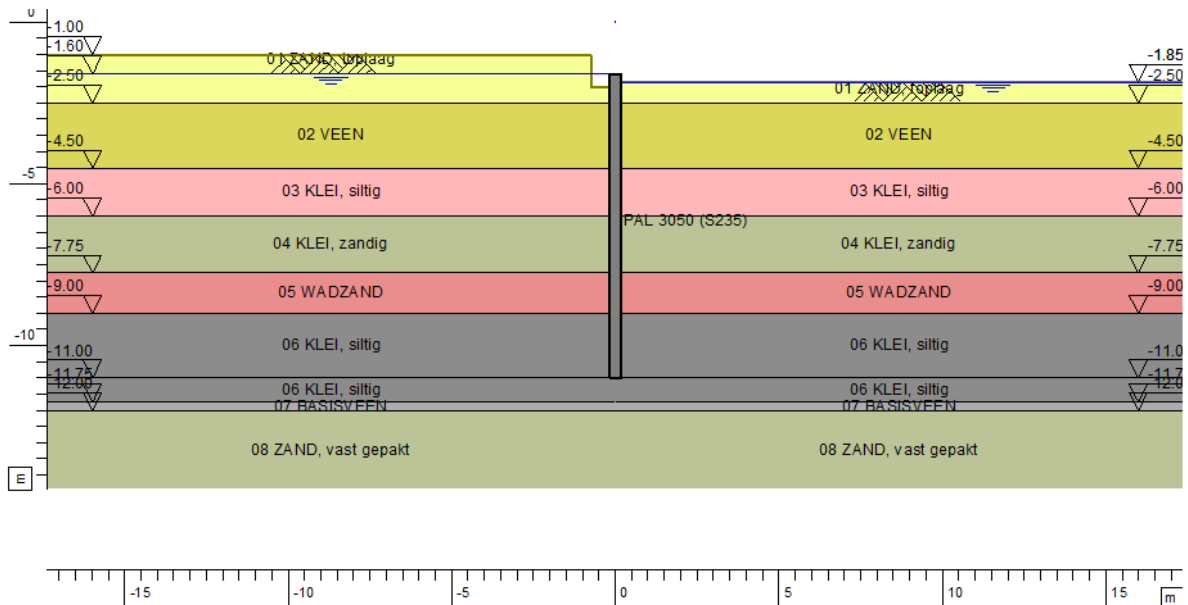 0
-1.00
-1.60
01 ZAND, toplaag
-1.85
-2.50
-2.50
01 ZAND, toplaag
02 VEEN
02 VEEN
-4.50
-4.50
-5
-6.00
03 KLEI, siltig
03 KLEI, siltig
-6.00
PAL 3050 (S235)
-7.75
04 KLEI, zandig
04 KLEI, zandig
-7.75
-9.00
05 WADZAND
05 WADZAND
-9.00
-10
06 KLEI, siltig
06 KLEI, siltig
-11.00
-11.0
-11.75
-11.7
-12.00
06 KLEI, siltig
06 KLEI, siltig
12.0
07 BASISVEEN
07 BASISVEEN
08 ZAND, vast gepakt
08 ZAND, vast gepakt
m
-15
-10
-5
0
5
10
15
m